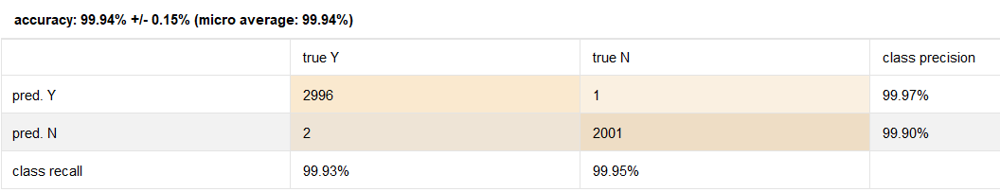 accuracy: 99.94% +/- 0.15% (micro average: 99.94%)
true Y true N class precision
pred. Y 2996 1 99.97%
pred. N 2 2001 99.90%
class recall 99.93% 99.95%